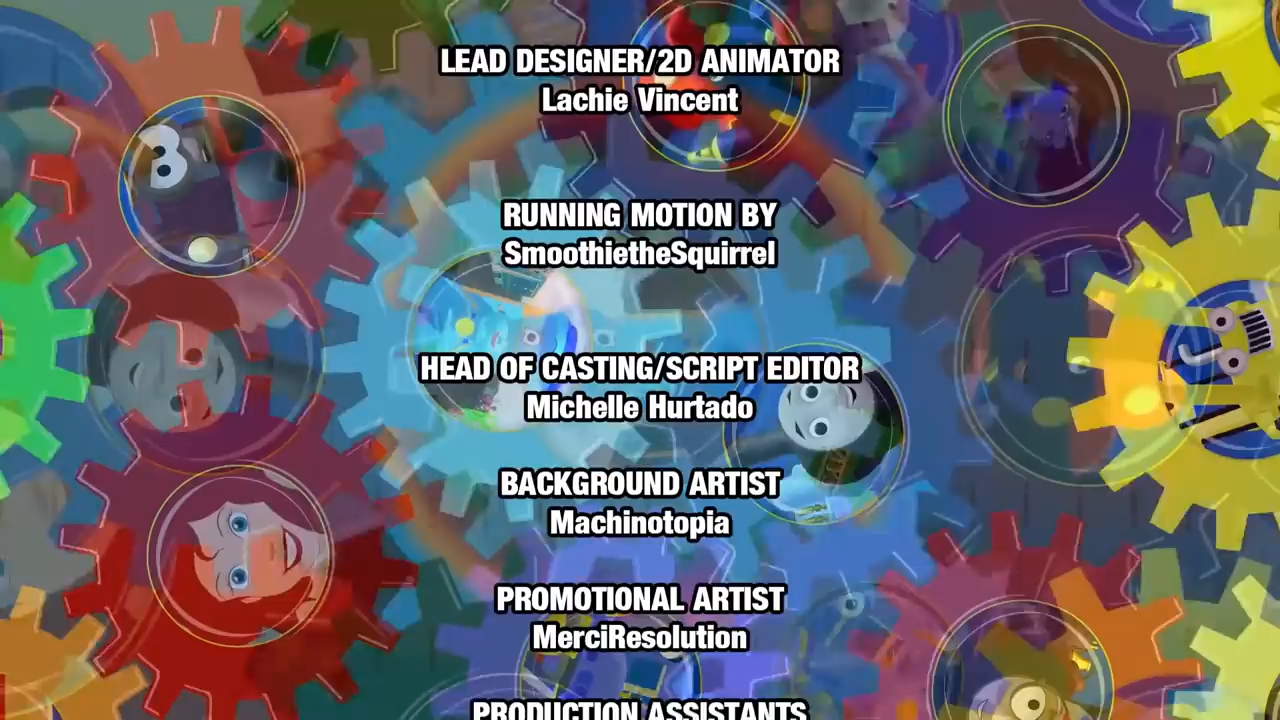 LEAD DESIGNER/2D ANIMATOR
Lachie Vincent
RUNNING MOTION BY
SmoothietheSquirrel
HEAD OF CASTING/SCRIPT EDITOR
Michelle Hurtado
BACKGROUND ARTIST
Machinotopia
PROMOTIONAL ARTIST
MerciResolution
PRODUCTION ASSISTANTS